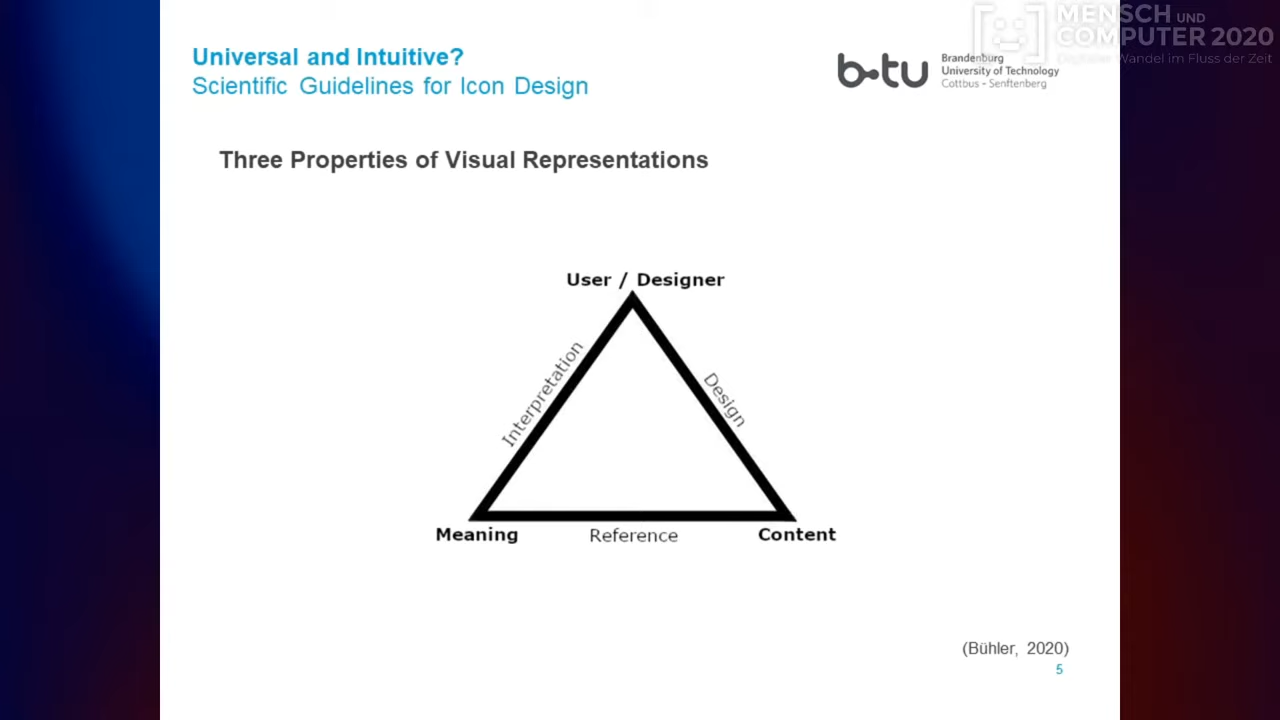 MENSCH UND
COMPUTER 2020
Digitaler Wandel im Fluss der Zeit
Universal and Intuitive?
Scientific Guidelines for Icon Design
b-tu
Brandenburg
University of Technology
Cottbus - Senftenberg
Three Properties of Visual Representations
User / Designer
Interpretation
Design
Meaning
Reference
Content
(Bühler, 2020)
5